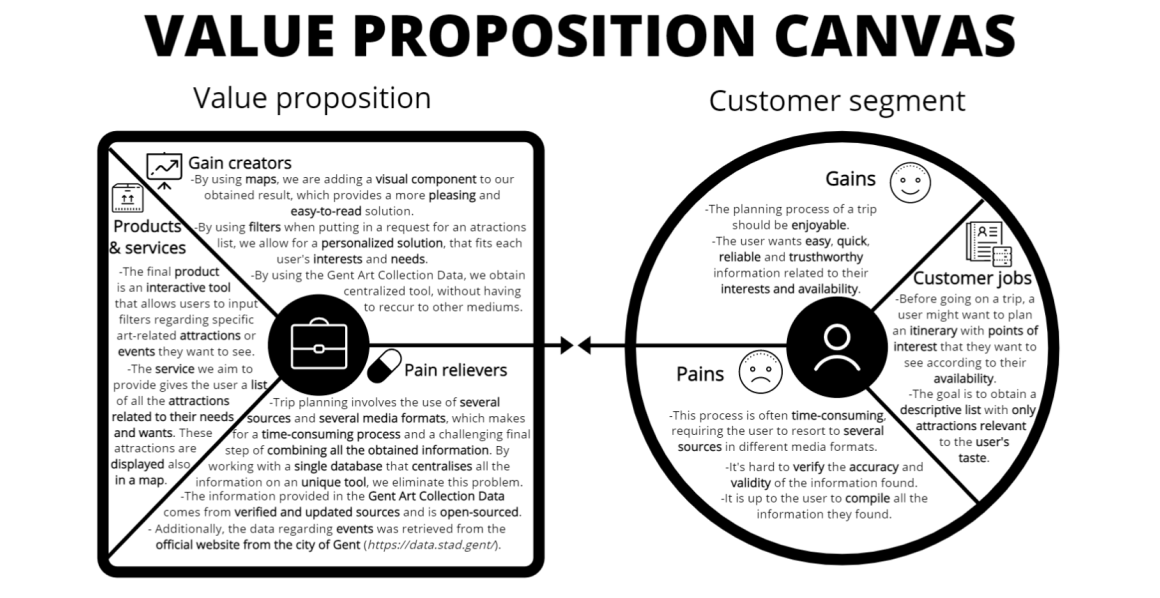 VALUE PROPOSITION CANVAS
Value proposition
Gain creators
-By using maps, we are adding a visual component to our
obtained result, which provides a more pleasing and
easy-to-read solution.
-By using filters when putting in a request for an atractions
list, we allow for a personalized solution, that fits each
user's interests and needs.
-By using the Gent Art Collection Data, we obtain
centralized tool, without having
to reccur to other mediums.
Products
& services
-The final product
is an interactive tool
that allows users to input
filters regarding specific
art-related attractions or
events they want to see.
-The service we aim to
provide gives the user a list
of all the attractions
related to their needs
and wants. These
attractions are
displayed also
in a map.
Pain relievers
-Trip planning involves the use of several
sources and several media formats, which makes
for a time-consuming process and a challenging final
step of combining all the obtained information. By
working with a single database that centralises all the
information on an unique tool, we eliminate this problem.
-The information provided in the Gent Art Collection Data
comes from verified and updated sources and is open-sourced.
- Additionally, the data regarding events was retrieved from the
official website from the city of Gent (https://data.stad.gent/).
Customer segment
Gains
-The planning process of a trip
should be enjoyable.
-The user wants easy, quick,
reliable and trustworthy
information related to their
interests and availability.
Customer jobs
-Before going on a trip, a
user might want to plan
an itinerary with points of
interest that they want to
see according to their
availability.
-The goal is to obtain a
descriptive list with only
attractions relevant
to the user's
taste.
Pains
-This process is often time-consuming,
requiring the user to resort to several
sources in different media formats.
-It's hard to verify the accuracy and
validity of the information found.
-It is up to the user to compile all the
information they found.